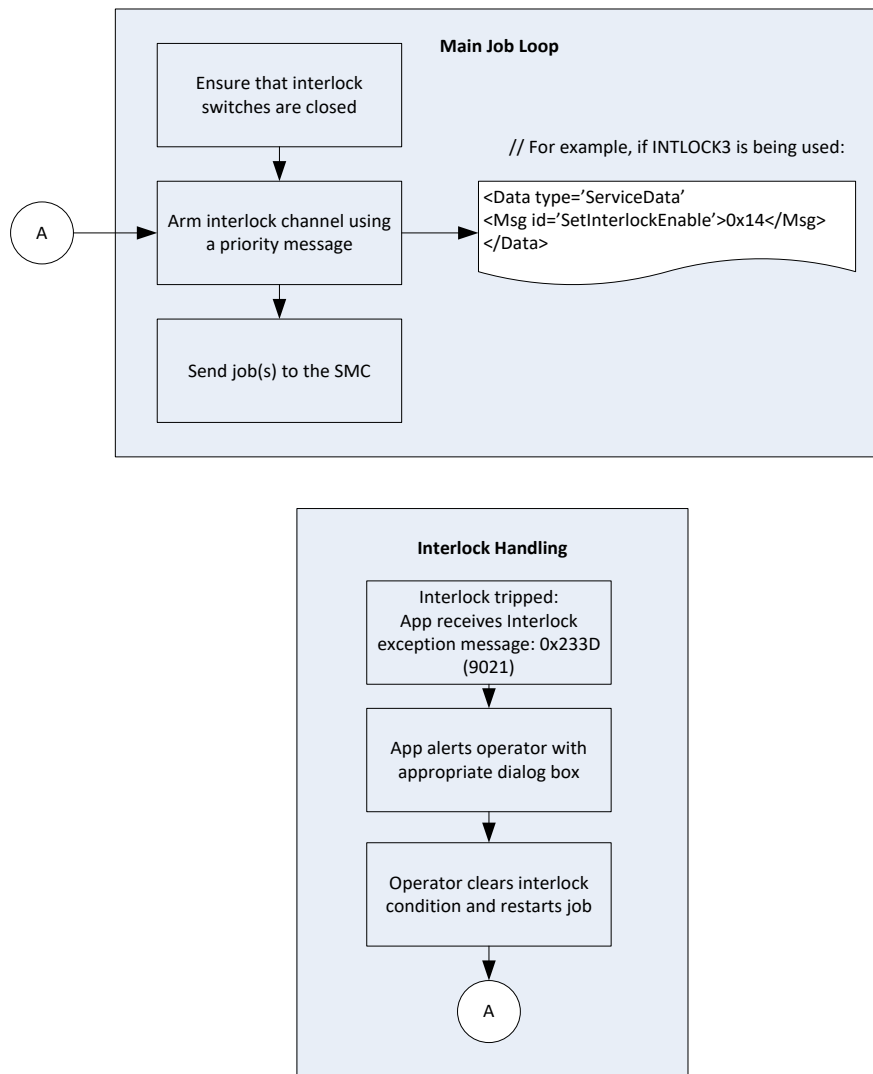 Main Job Loop
Ensure that interlock
switches are closed
// For example, if INTLOCK3 is being used:
A
Arm interlock channel using
a priority message
<Data type=’ServiceData’
<Msg id=’SetInterlockEnable’>0x14</Msg>
</Data>
Send job(s) to the SMC
Interlock Handling
Interlock tripped:
App receives Interlock
exception message: 0x233D
(9021)
App alerts operator with
appropriate dialog box
Operator clears interlock
condition and restarts job
A